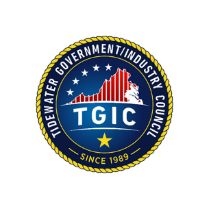 TIDEWATER GOVERNMENT/INDUSTRY COUNCIL
TGIC
SINCE 1989